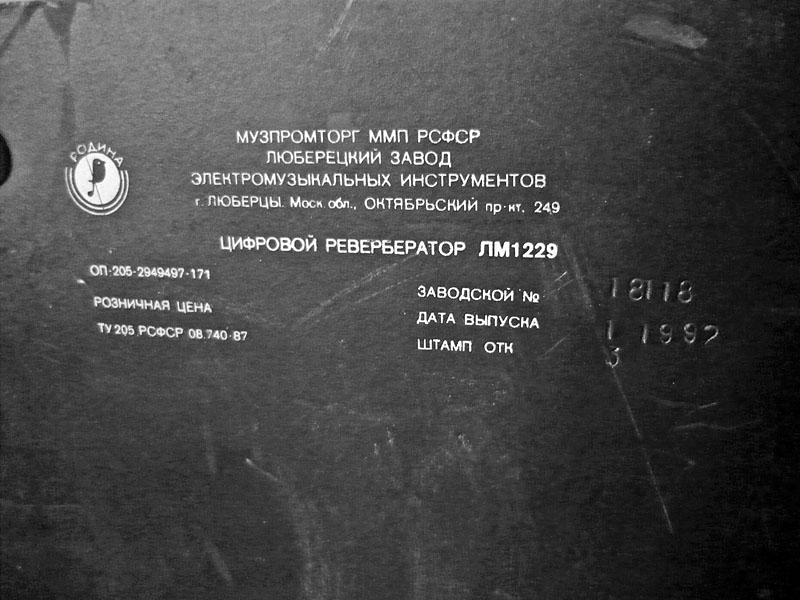 РОДИНА
МУЗПРОМТОРГ ММП РСФСР
ЛЮБЕРЕЦКИЙ ЗАВОД
ЭЛЕКТРОМУЗЫКАЛЬНЫХ ИНСТРУМЕНТОВ
г. ЛЮБЕРЦЫ. Моск. обл., ОКТЯБРЬСКИЙ пр-кт, 249
ЦИФРОВОЙ РЕВЕРБЕРАТОР ЛМ1229
ОП-205-2949497-171
РОЗНИЧНАЯ ЦЕНА
ТУ 205 РСФСР 08.740-87
ЗАВОДСКОЙ № 18118
ДАТА ВЫПУСКА 1 1992
ШТАМП ОТК 3